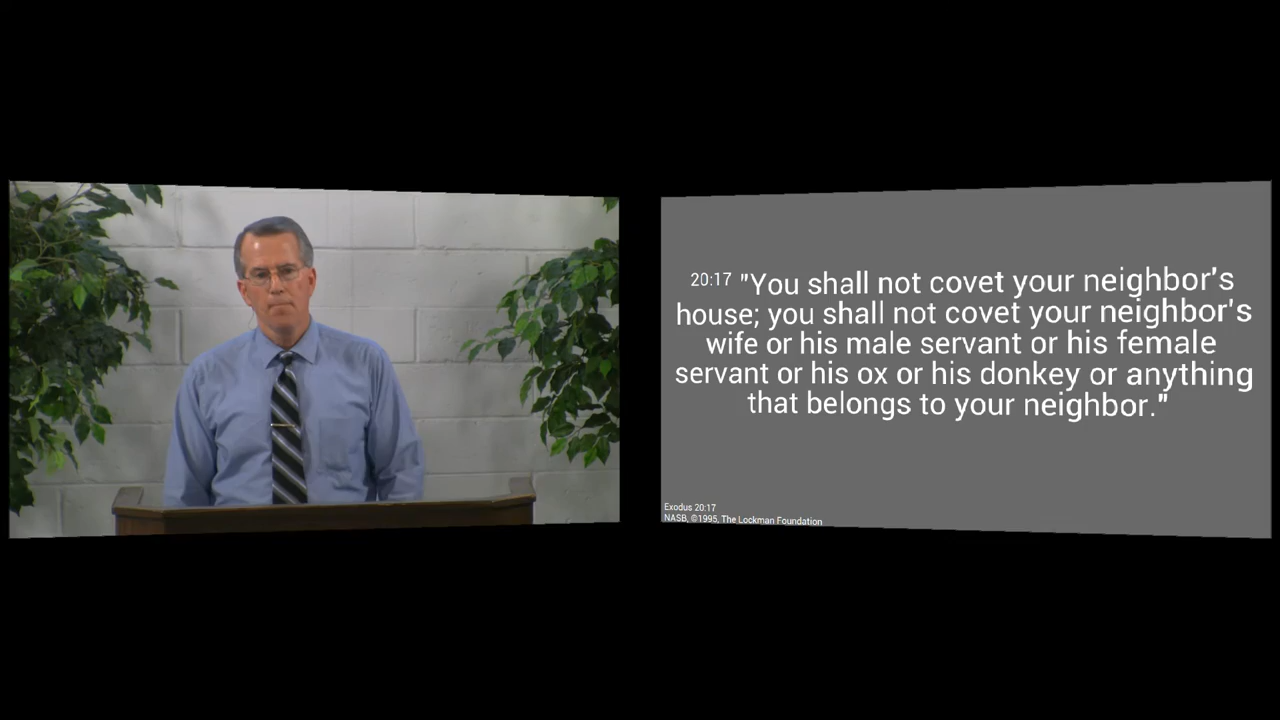 20:17 "You shall not covet your neighbor's
house; you shall not covet your neighbor's
wife or his male servant or his female
servant or his ox or his donkey or anything
that belongs to your neighbor."
Exodus 20:17
NASB, ©1995, The Lockman Foundation